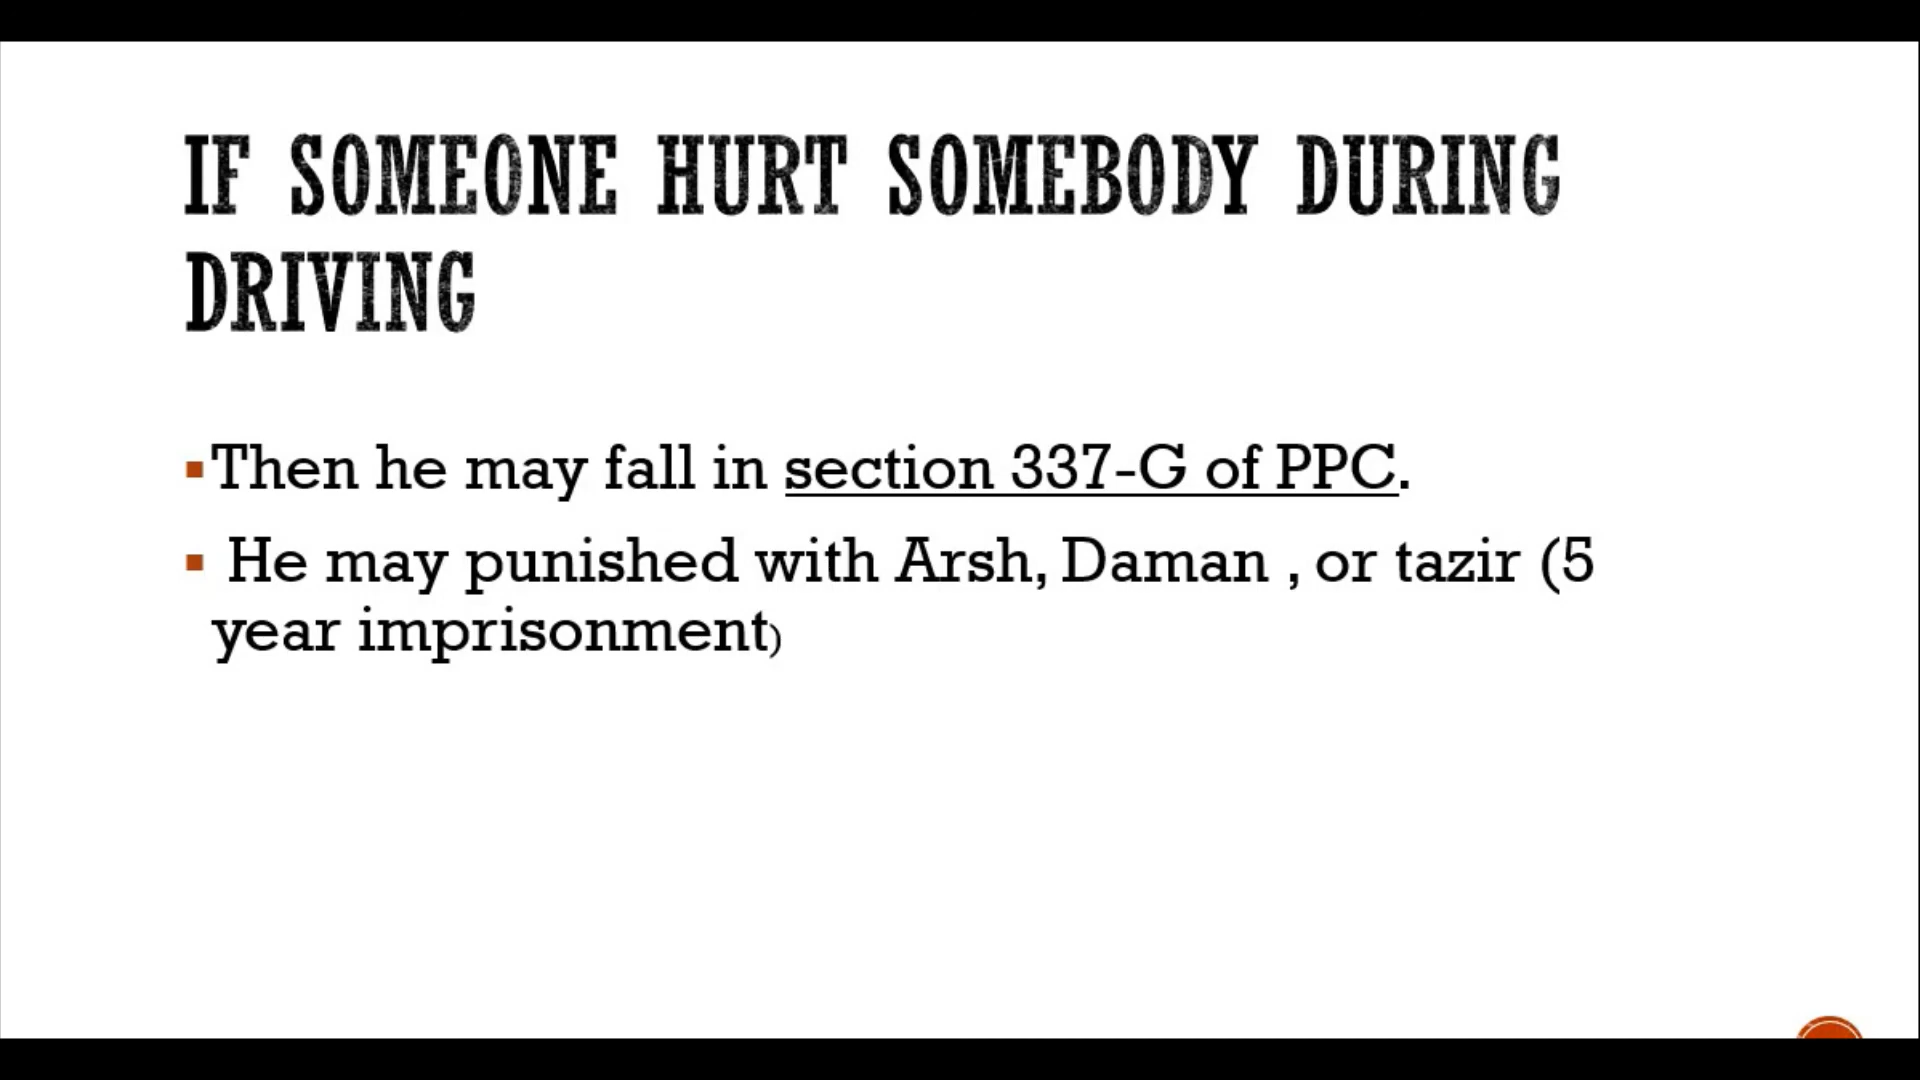 IF SOMEONE HURT SOMEBODY DURING
DRIVING
▪Then he may fall in section 337-G of PPC.
▪ He may punished with Arsh, Daman , or tazir (5
year imprisonment)